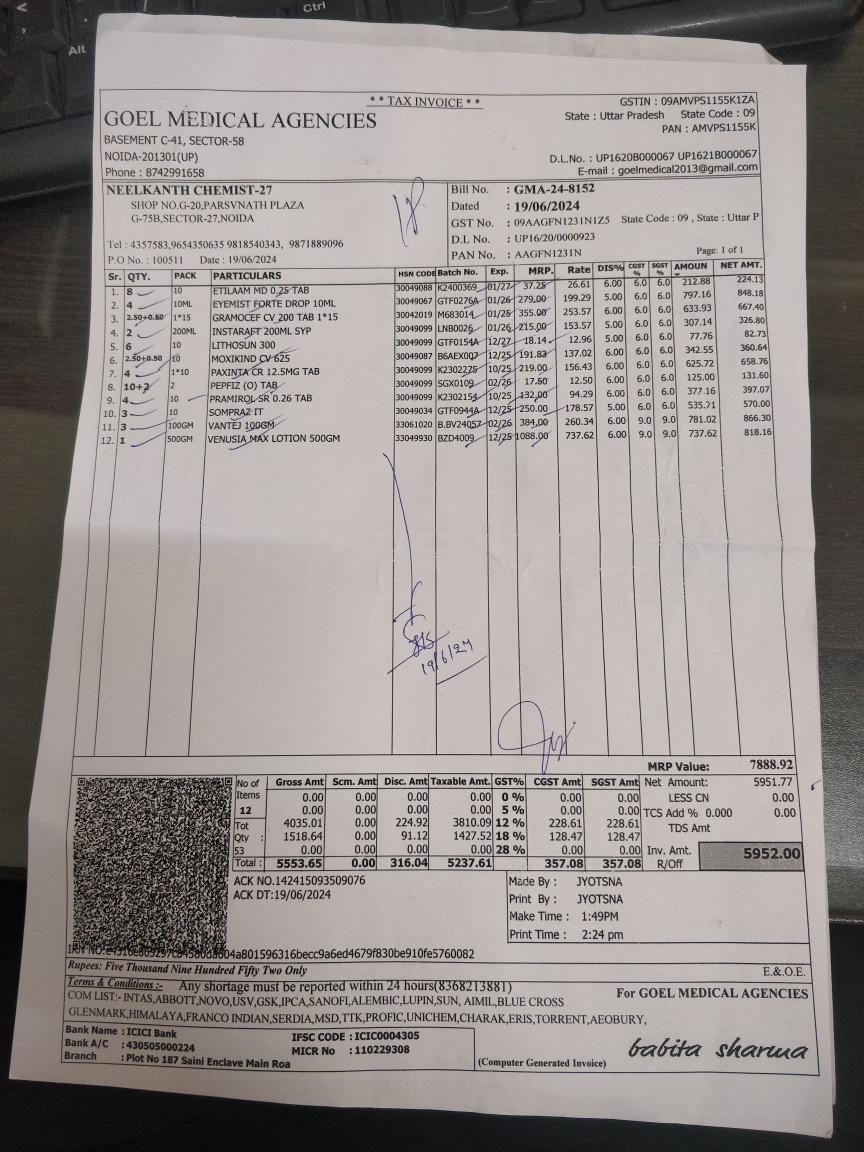 Ctrl
Alt
** TAX INVOICE **
GOEL MEDICAL AGENCIES
BASEMENT C-41, SECTOR-58
NOIDA-201301(UP)
Phone : 8742991658
GSTIN : 09AMVPS1155K1ZA
State : Uttar Pradesh State Code : 09
PAN : AMVPS1155K
D.L.No. : UP1620B000067 UP1621B000067
E-mail : goelmedical2013@gmail.com
NEELKANTH CHEMIST-27
SHOP NO.G-20,PARSVNATH PLAZA
G-75B,SECTOR-27,NOIDA
Tel : 4357583,9654350635 9818540343, 9871889096
P.O No. : 100511 Date : 19/06/2024
Bill No. : GMA-24-8152
Dated : 19/06/2024
GST No. : 09AAGFN1231N1Z5 State Code : 09 , State : Uttar P
D.L No. : UP16/20/0000923
PAN No. : AAGFN1231N
Page: 1 of 1
Sr. QTY. PACK PARTICULARS HSN CODE Batch No. Exp. MRP. Rate DIS% CGST % SGST % AMOUN NET AMT.
1. 8 10 ETILAAM MD 0.25 TAB 30049088 K2400369 01/27 37.25 26.61 6.00 6.0 6.0 212.88 224.13
2. 4 10ML EYEMIST FORTE DROP 10ML 30049067 GTF0276A 01/26 279.00 199.29 5.00 6.0 6.0 797.16 848.18
3. 2.50+0.50 1*15 GRAMOCEF CV 200 TAB 1*15 30042019 M683014 01/25 355.00 253.57 6.00 6.0 6.0 633.93 667.40
4. 2 200ML INSTARAFT 200ML SYP 30049099 LNB0026 01/26 215.00 153.57 5.00 6.0 6.0 307.14 326.80
5. 6 10 LITHOSUN 300 30049099 GTF0154A 12/27 18.14 12.96 5.00 6.0 6.0 77.76 82.73
6. 2.50+0.50 10 MOXIKIND CV 625 30049087 B6AEX007 12/25 191.83 137.02 6.00 6.0 6.0 342.55 360.64
7. 4 1*10 PAXINTA CR 12.5MG TAB 30049099 K2302275 10/25 219.00 156.43 6.00 6.0 6.0 625.72 658.76
8. 10+2 2 PEPFIZ (O) TAB 30049099 SGX0109 02/26 17.50 12.50 6.00 6.0 6.0 125.00 131.60
9. 4 10 PRAMIROL SR 0.26 TAB 30049099 K2302154 10/25 132.00 94.29 6.00 6.0 6.0 377.16 397.07
10. 3 10 SOMPRAZ IT 30049034 GTF0944A 12/25 250.00 178.57 5.00 6.0 6.0 535.71 570.00
11. 3 100GM VANTEJ 100GM 33061020 B.BV24057 02/26 384.00 260.34 6.00 9.0 9.0 781.02 866.30
12. 1 500GM VENUSIA MAX LOTION 500GM 33049930 BZD4009 12/25 1088.00 737.62 6.00 9.0 9.0 737.62 818.16
19/6/24
MRP Value: 7888.92
No of Items 12 Tot Qty : 53
Gross Amt Scm. Amt Disc. Amt Taxable Amt. GST% CGST Amt SGST Amt
0.00 0.00 0.00 0.00 0 % 0.00 0.00
0.00 0.00 0.00 0.00 5 % 0.00 0.00
4035.01 0.00 224.92 3810.09 12 % 228.61 228.61
1518.64 0.00 91.12 1427.52 18 % 128.47 128.47
0.00 0.00 0.00 0.00 28 % 0.00 0.00
Total : 5553.65 0.00 316.04 5237.61 357.08 357.08
Net Amount: 5951.77
LESS CN 0.00
TCS Add % 0.000 0.00
TDS Amt
Inv. Amt. 5952.00
R/Off
ACK NO.142415093509076
ACK DT:19/06/2024
Made By : JYOTSNA
Print By : JYOTSNA
Make Time : 1:49PM
Print Time : 2:24 pm
Rupees: Five Thousand Nine Hundred Fifty Two Only
E.& O.E.
Terms & Conditions :- Any shortage must be reported within 24 hours(8368213881)
COM LIST:- INTAS,ABBOTT,NOVO,USV,GSK,IPCA,SANOFI,ALEMBIC,LUPIN,SUN, AIMIL,BLUE CROSS
GLENMARK,HIMALAYA,FRANCO INDIAN,SERDIA,MSD,TTK,PROFIC,UNICHEM,CHARAK,ERIS,TORRENT,AEOBURY,
For GOEL MEDICAL AGENCIES
Bank Name : ICICI Bank
Bank A/C : 430505000224
Branch : Plot No 187 Saini Enclave Main Roa
IFSC CODE : ICIC0004305
MICR No : 110229308
(Computer Generated Invoice)
babita sharma